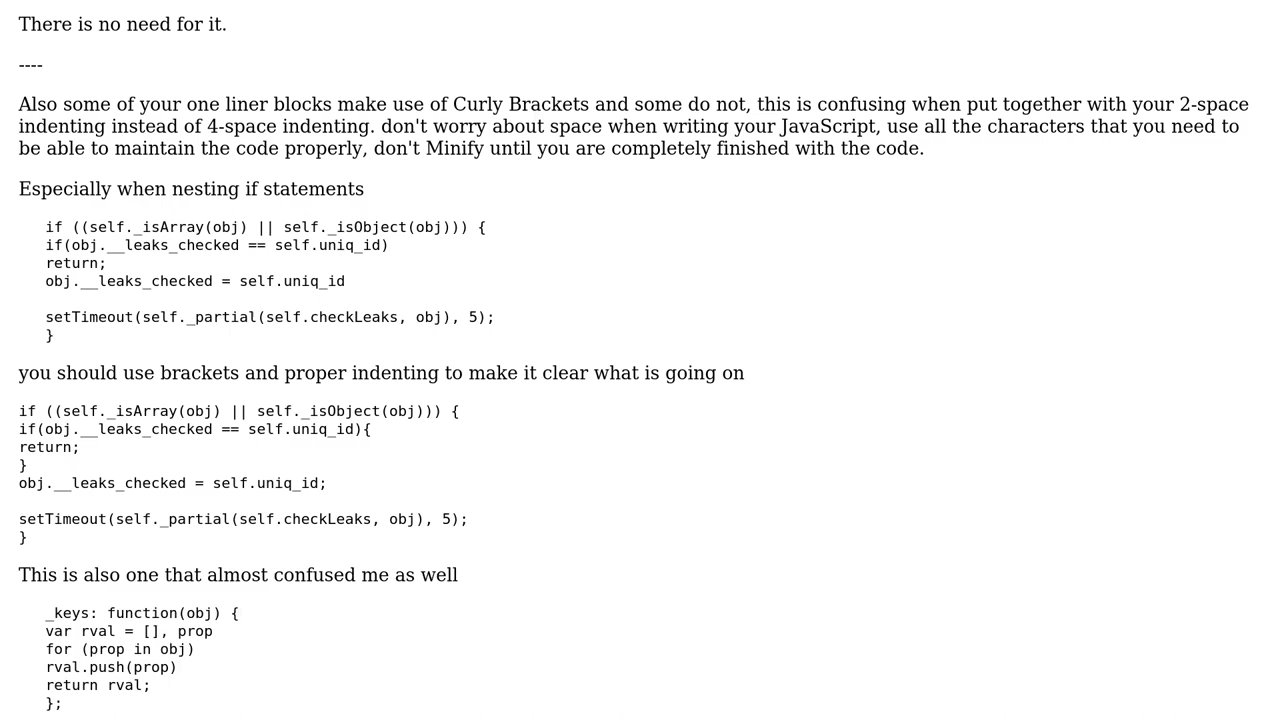 There is no need for it.
----
Also some of your one liner blocks make use of Curly Brackets and some do not, this is confusing when put together with your 2-space
indenting instead of 4-space indenting. don't worry about space when writing your JavaScript, use all the characters that you need to
be able to maintain the code properly, don't Minify until you are completely finished with the code.
Especially when nesting if statements
if ((self._isArray(obj) || self._isObject(obj))) {
if(obj.__leaks_checked == self.uniq_id)
return;
obj.__leaks_checked = self.uniq_id
setTimeout(self._partial(self.checkLeaks, obj), 5);
}
you should use brackets and proper indenting to make it clear what is going on
if ((self._isArray(obj) || self._isObject(obj))) {
if(obj.__leaks_checked == self.uniq_id){
return;
}
obj.__leaks_checked = self.uniq_id;
setTimeout(self._partial(self.checkLeaks, obj), 5);
}
This is also one that almost confused me as well
_keys: function(obj) {
var rval = [], prop
for (prop in obj)
rval.push(prop)
return rval;
};